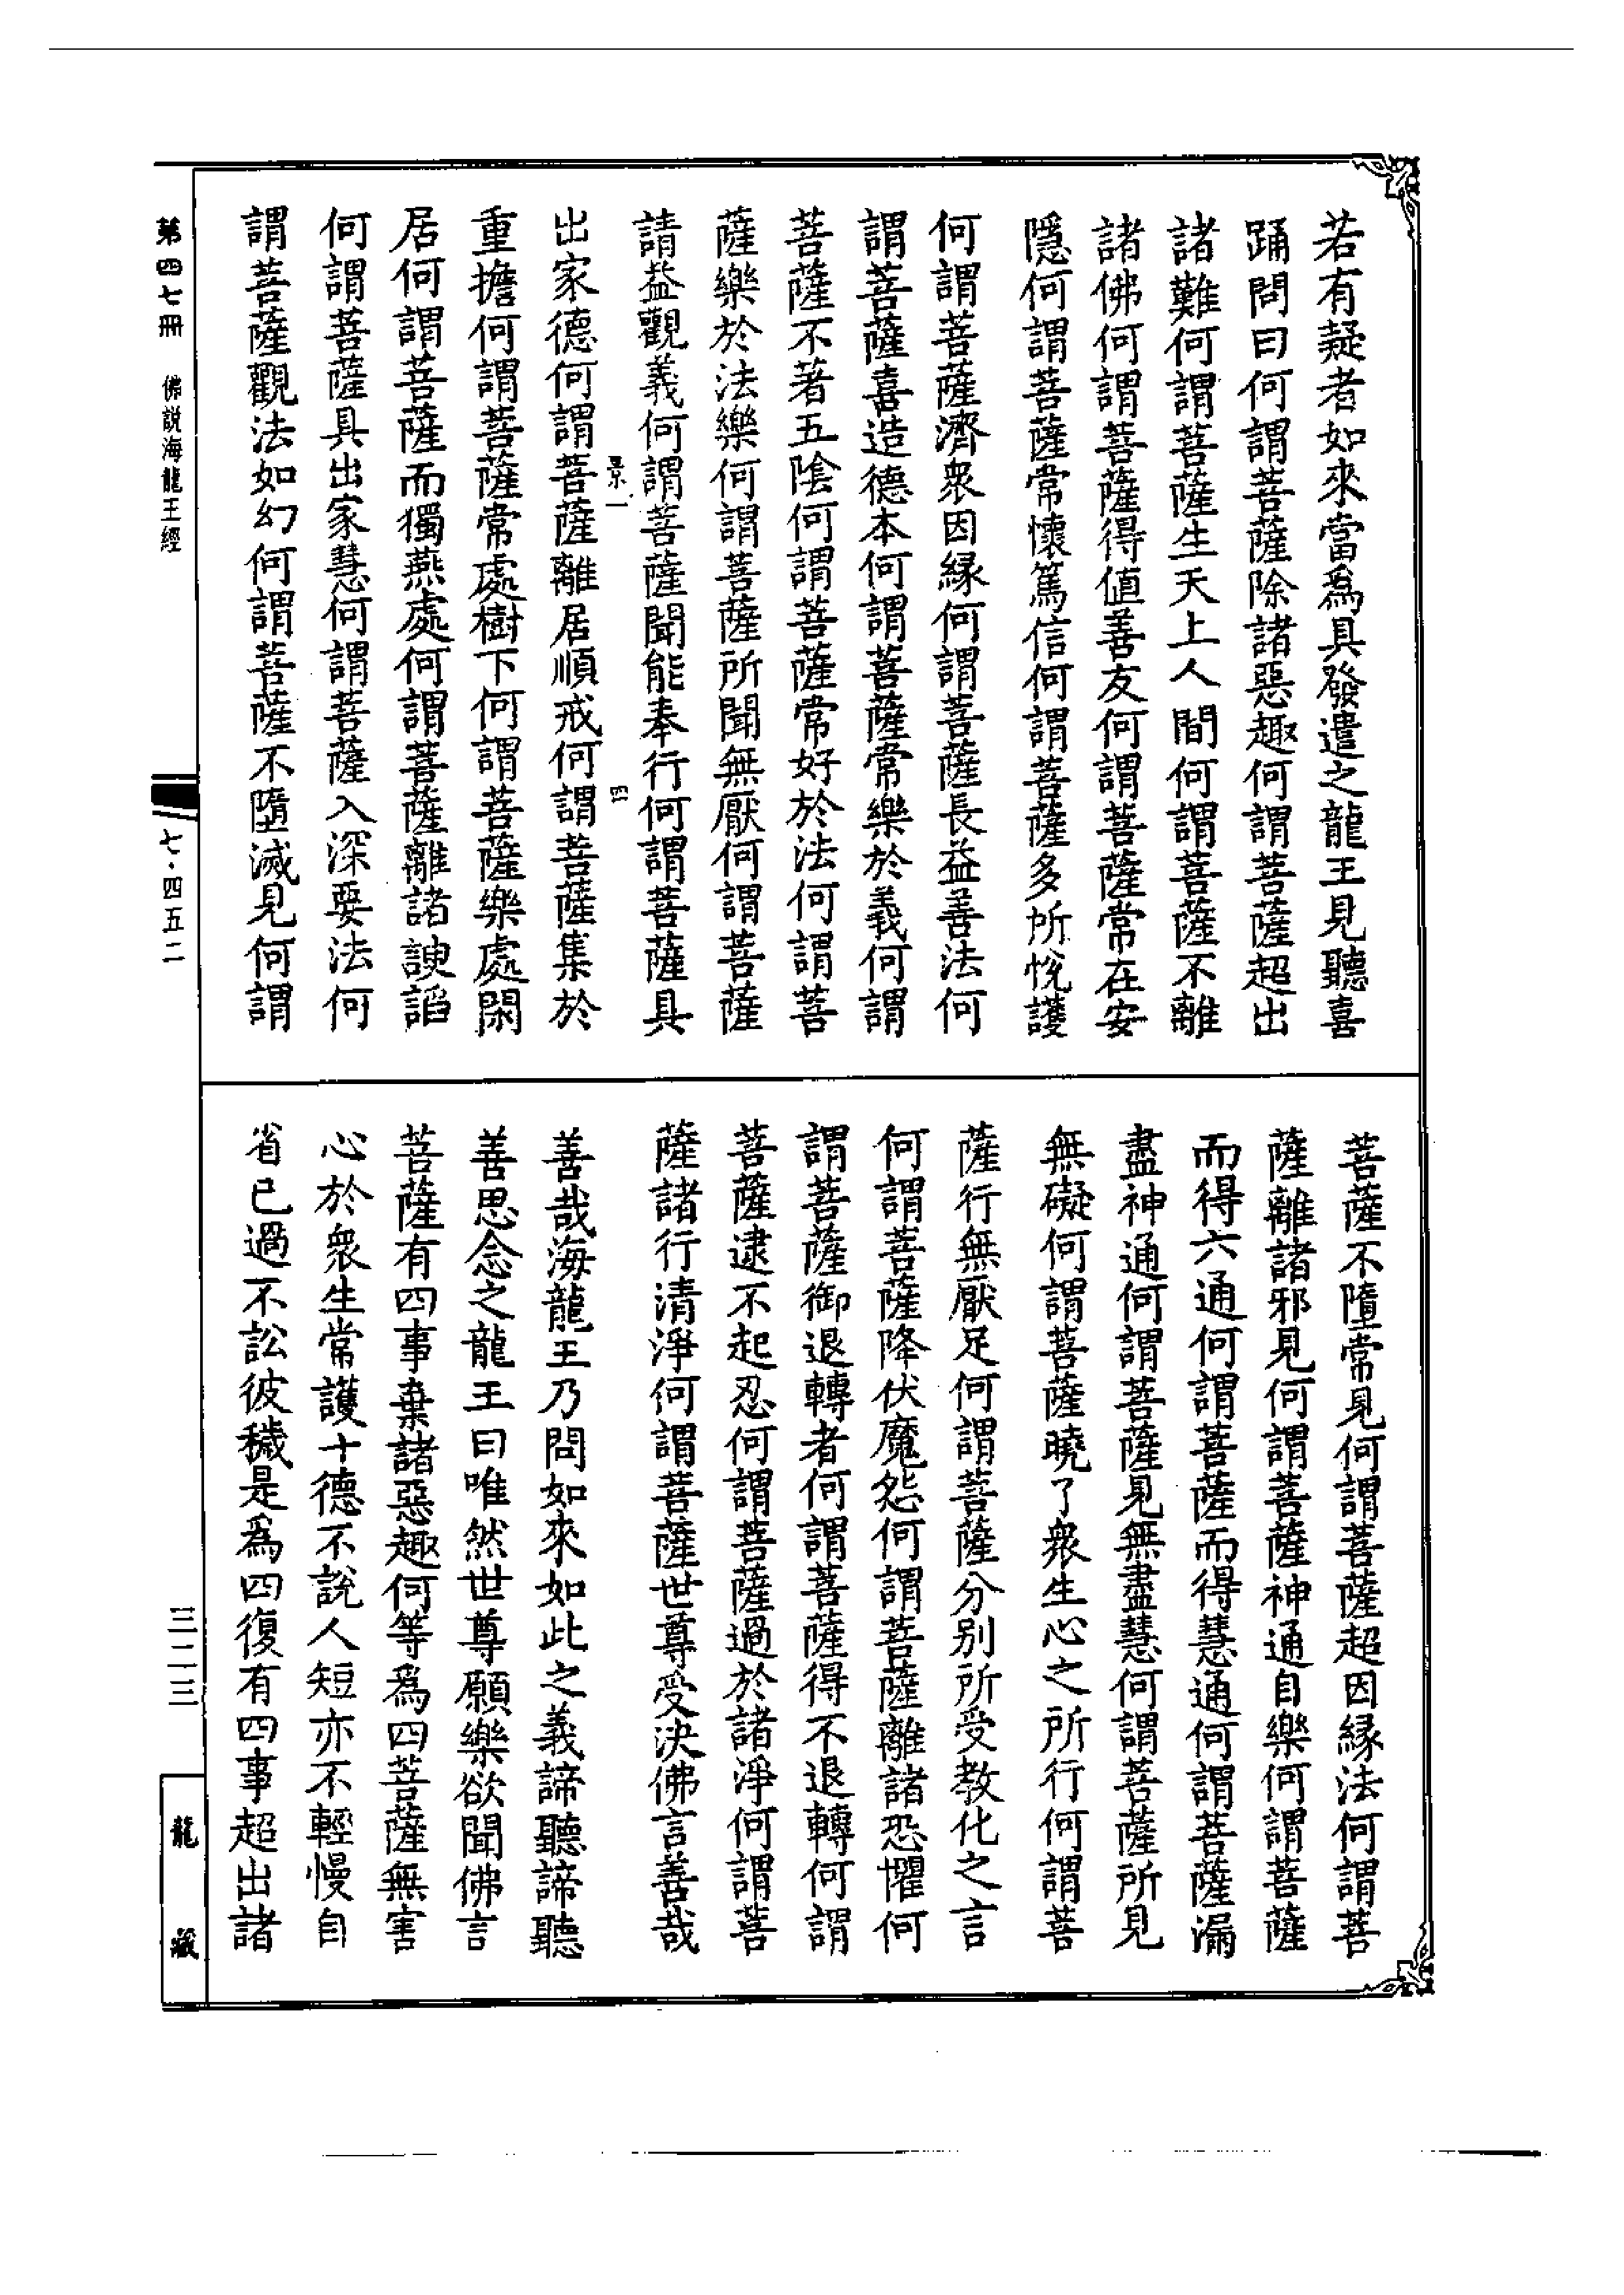 若有疑者如來當爲具發遣之龍王見聽喜
踊問曰何謂菩薩除諸惡趣何謂菩薩超出
諸難何謂菩薩生天上人間何謂菩薩不離
諸佛何謂菩薩得值善友何謂菩薩常在安
隱何謂菩薩常懷篤信何謂菩薩多所悅護
何謂菩薩濟衆因緣何謂菩薩長益善法何
謂菩薩喜造德本何謂菩薩常樂於義何謂
菩薩不著五陰何謂菩薩常好於法何謂菩
薩樂於法樂何謂菩薩所聞無厭何謂菩薩
請益觀義何謂菩薩聞能奉行何謂菩薩具
景一 四
出家德何謂菩薩離居順戒何謂菩薩集於
重擔何謂菩薩常處樹下何謂菩薩樂處閑
居何謂菩薩而獨燕處何謂菩薩離諸諛諂
何謂菩薩具出家慧何謂菩薩入深要法何
謂菩薩觀法如幻何謂菩薩不墮滅見何謂
菩薩不墮常見何謂菩薩超因緣法何謂菩
薩離諸邪見何謂菩薩神通自樂何謂菩薩
而得六通何謂菩薩而得慧通何謂菩薩漏
盡神通何謂菩薩見無盡慧何謂菩薩所見
無礙何謂菩薩曉了衆生心之所行何謂菩
薩行無厭足何謂菩薩分別所受教化之言
何謂菩薩降伏魔怨何謂菩薩離諸恐懼何
謂菩薩御退轉者何謂菩薩得不退轉何謂
菩薩逮不起忍何謂菩薩過於諸淨何謂菩
薩諸行清淨何謂菩薩世尊受決佛言善哉
善哉海龍王乃問如來如此之義諦聽諦聽
善思念之龍王曰唯然世尊願樂欲聞佛言
菩薩有四事棄諸惡趣何等爲四菩薩無害
心於衆生常護十德不說人短亦不輕慢自
省已過不訟彼穢是爲四復有四事超出諸
第四七冊 佛説海龍王經
七·四五二
三二三
龍藏